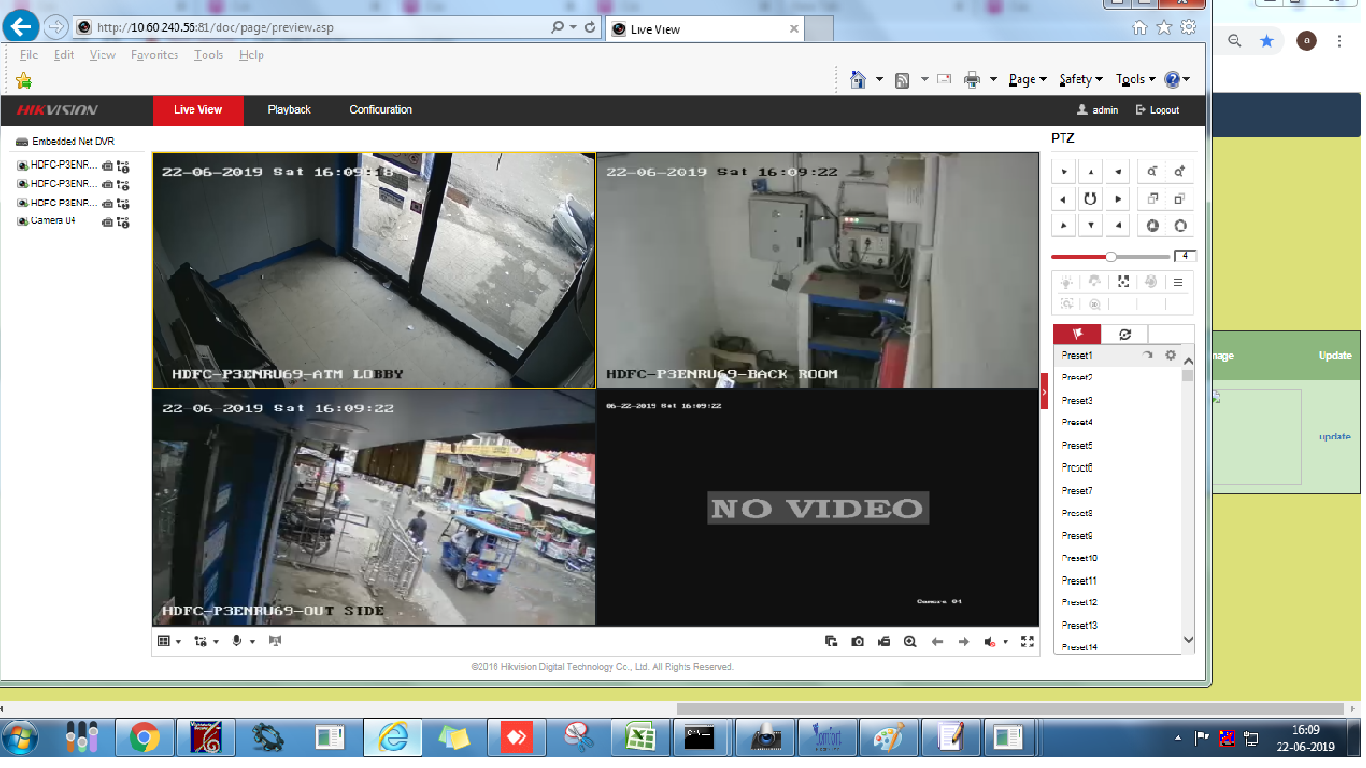 http://10.60.240.56:81/doc/page/preview.asp
Live View
File Edit View Favorites Tools Help
Page Safety Tools
HIKVISION
Live View Playback Configuration
admin Logout
Embedded Net DVR
HDFC-P3ENR...
HDFC-P3ENR...
HDFC-P3ENR...
Camera 04
22-06-2019 Sat 16:09:18
HDFC-P3ENRU69-ATM LOBBY
22-06-2019 Sat 16:09:22
HDFC-P3ENRU69-BACK ROOM
22-06-2019 Sat 16:09:22
HDFC-P3ENRU69-OUT SIDE
06-22-2019 Sat 16:09:22
NO VIDEO
Camera 04
PTZ
4
Preset1
Preset2
Preset3
Preset4
Preset5
Preset6
Preset7
Preset8
Preset9
Preset10
Preset11
Preset12
Preset13
Preset14
©2016 Hikvision Digital Technology Co., Ltd. All Rights Reserved.
mage Update
update
16:09
22-06-2019